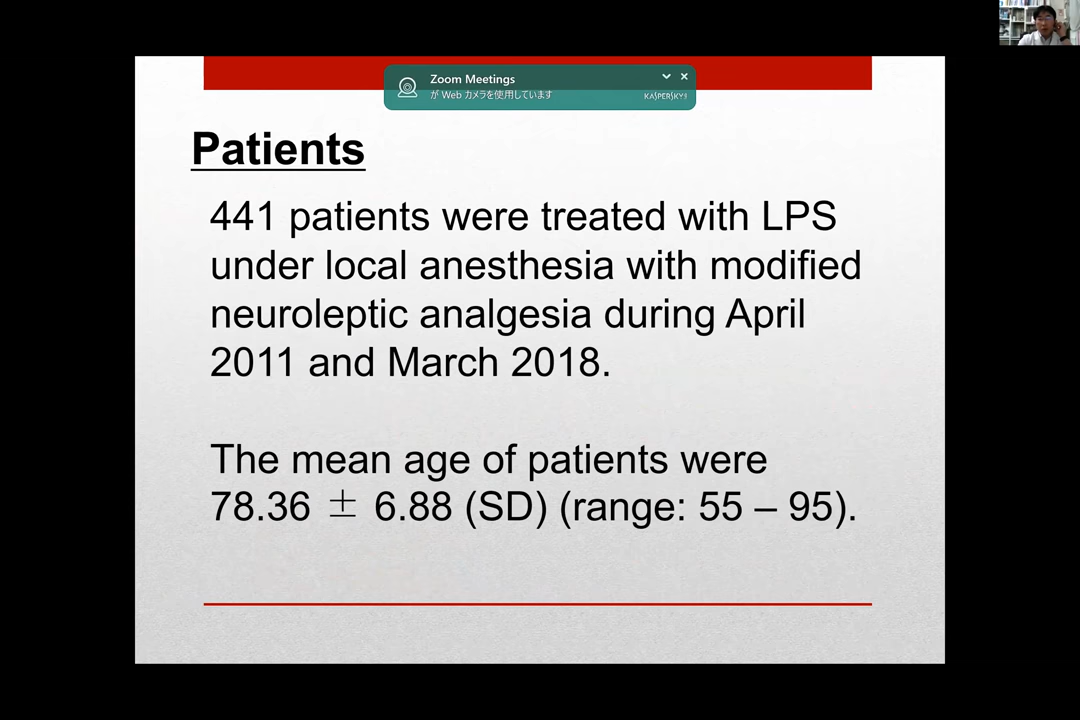 Zoom Meetings
が Web カメラを使用しています
KASPERSKY
Patients
441 patients were treated with LPS
under local anesthesia with modified
neuroleptic analgesia during April
2011 and March 2018.
The mean age of patients were
78.36 ± 6.88 (SD) (range: 55 – 95).